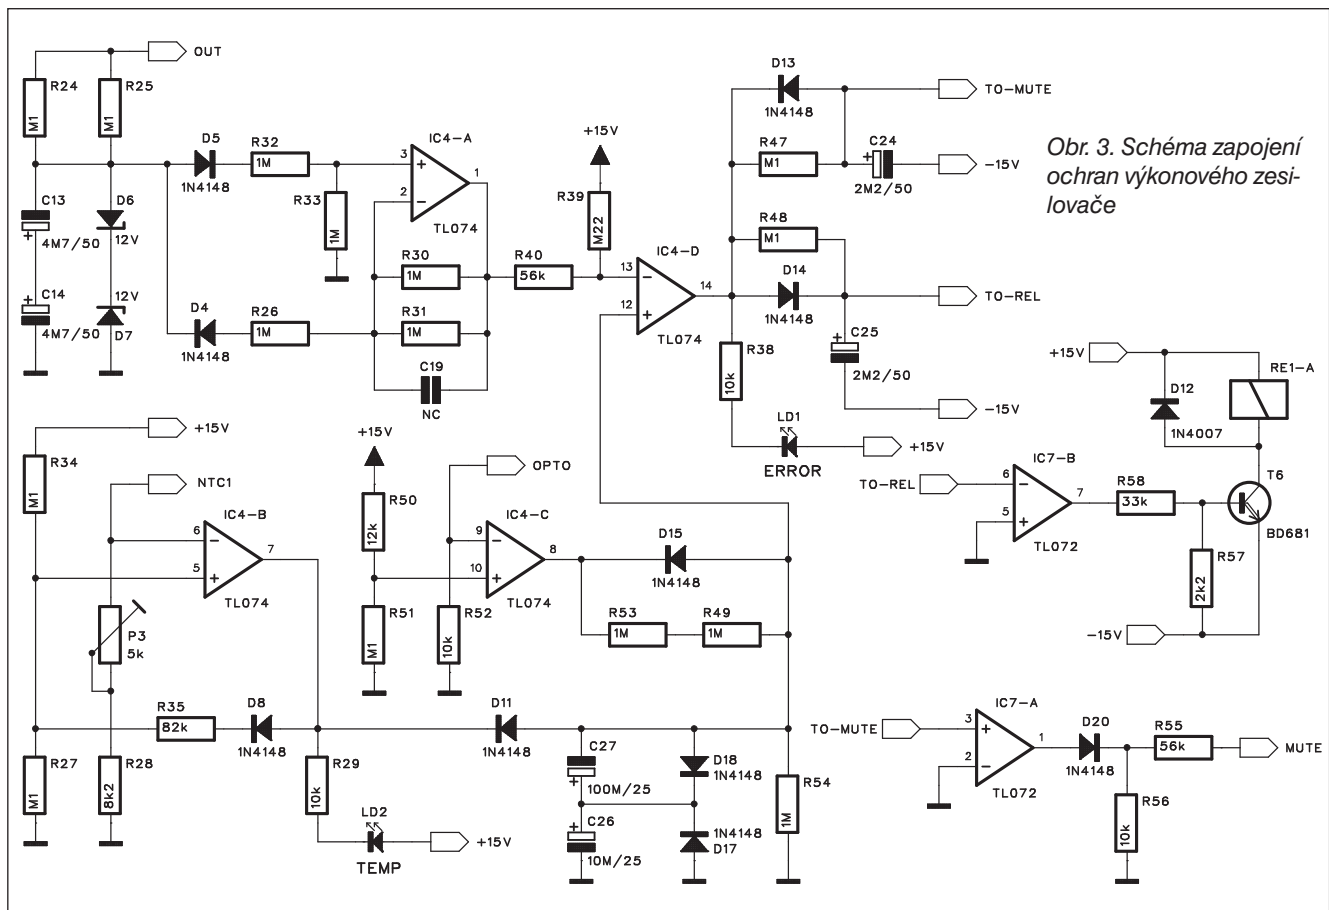 OUT
R24
M1
R25
M1
D5
1N4148
R32
1M
R33
1M
IC4-A
3
2
1
TL074
+15V
R39
M22
D13
1N4148
TO-MUTE
R47
M1
C24
2M2/50
-15V
Obr. 3. Schéma zapojení
ochran výkonového zesi-
lovače
C13
4M7/50
D6
12V
C14
4M7/50
12V
D7
D4
1N4148
R26
1M
R30
1M
R31
1M
C19
NC
R40
56k
IC4-D
13
12
14
TL074
R48
M1
D14
1N4148
TO-REL
C25
2M2/50
R38
10k
-15V
LD1
ERROR
+15V
+15V
RE1-A
D12
1N4007
TO-REL
IC7-B
6
5
7
TL072
R58
33k
T6
BD681
R57
2k2
-15V
+15V
R34
M1
NTC1
IC4-B
6
5
7
TL074
P3
5k
+15V
R50
12k
OPTO
IC4-C
9
10
8
TL074
R51
M1
R52
10k
D15
1N4148
R53
1M
R49
1M
R35
82k
D8
1N4148
D11
1N4148
R27
M1
R28
8k2
R29
10k
LD2
TEMP
+15V
C27
100M/25
C26
10M/25
D18
1N4148
1N4148
D17
R54
1M
TO-MUTE
IC7-A
3
2
1
TL072
D20
1N4148
R55
56k
MUTE
R56
10k